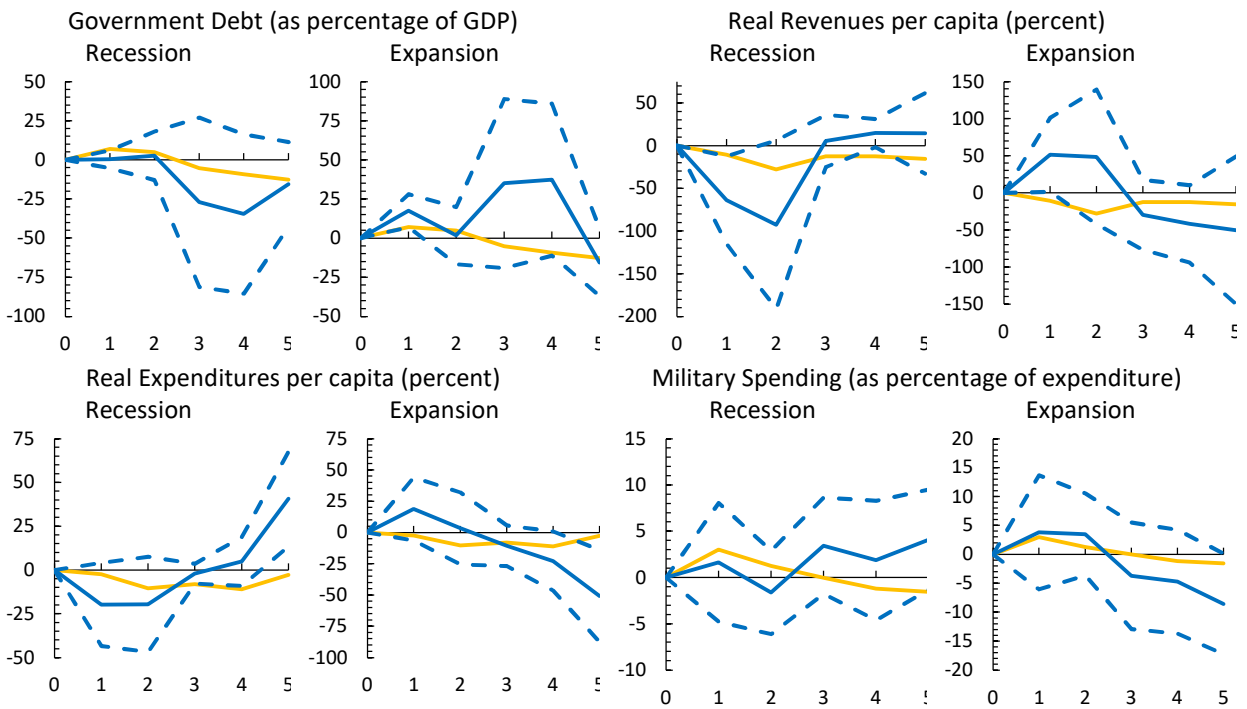 Government Debt (as percentage of GDP)
Recession
Expansion
50
25
0
-25
-50
-75
-100
0 1 2 3 4 5
100
75
50
25
0
-25
-50
0 1 2 3 4 5
Real Revenues per capita (percent)
Recession
Expansion
50
0
-50
-100
-150
-200
0 1 2 3 4 5
150
100
50
0
-50
-100
-150
0 1 2 3 4 5
Real Expenditures per capita (percent)
Recession
Expansion
75
50
25
0
-25
-50
0 1 2 3 4 5
75
50
25
0
-25
-50
-75
-100
0 1 2 3 4 5
Military Spending (as percentage of expenditure)
Recession
Expansion
15
10
5
0
-5
-10
0 1 2 3 4 5
20
15
10
5
0
-5
-10
-15
-20
0 1 2 3 4 5